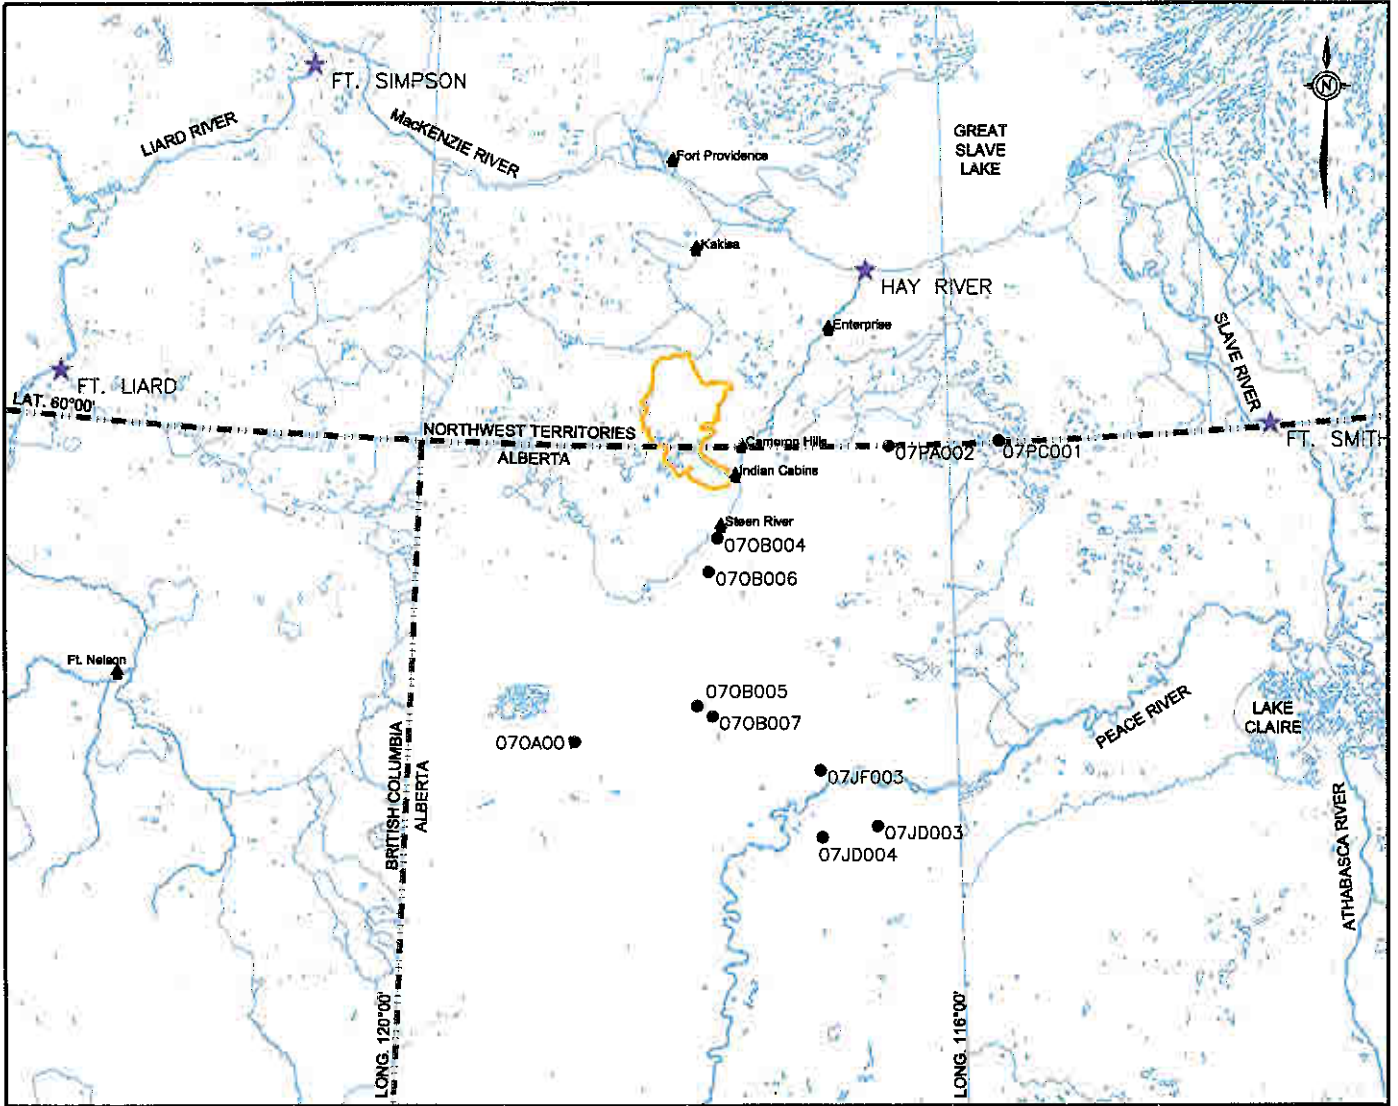 FT. SIMPSON
LIARD RIVER
MacKENZIE RIVER
GREAT
SLAVE
LAKE
N
Fort Providence
Kakisa
HAY RIVER
Enterprise
SLAVE RIVER
FT. LIARD
LAT. 60°00'
NORTHWEST TERRITORIES
ALBERTA
Cameron Hills
07PA002
07PC001
FT. SMITH
Indian Cabins
Steen River
07OB004
07OB006
Ft. Nelson
07OB005
07OB007
07OA001
PEACE RIVER
LAKE
CLAIRE
BRITISH COLUMBIA
ALBERTA
07JF003
07JD003
07JD004
ATHABASCA RIVER
LONG. 120°00'
LONG. 116°00'